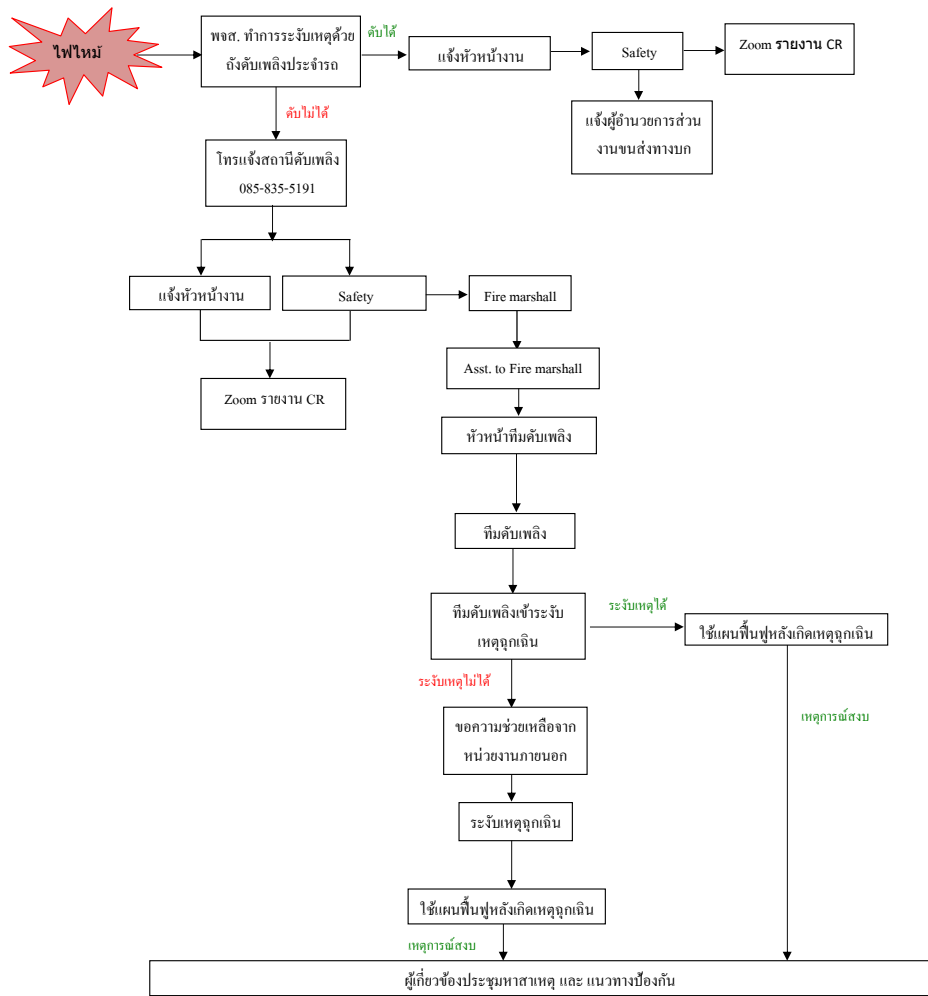 ไฟไหม้
พจส. ทำการระงับเหตุด้วย
ถังดับเพลิงประจำรถ
ดับได้
แจ้งหัวหน้างาน
Safety
Zoom รายงาน CR
แจ้งผู้อำนวยการส่วน
งานขนส่งทางบก
ดับไม่ได้
โทรแจ้งสถานีดับเพลิง
085-835-5191
แจ้งหัวหน้างาน
Safety
Fire marshall
Zoom รายงาน CR
Asst. to Fire marshall
หัวหน้าทีมดับเพลิง
ทีมดับเพลิง
ทีมดับเพลิงเข้าระงับ
เหตุฉุกเฉิน
ระงับเหตุได้
ใช้แผนฟื้นฟูหลังเกิดเหตุฉุกเฉิน
ระงับเหตุไม่ได้
เหตุการณ์สงบ
ขอความช่วยเหลือจาก
หน่วยงานภายนอก
ระงับเหตุฉุกเฉิน
ใช้แผนฟื้นฟูหลังเกิดเหตุฉุกเฉิน
เหตุการณ์สงบ
ผู้เกี่ยวข้องประชุมหาสาเหตุ และ แนวทางป้องกัน